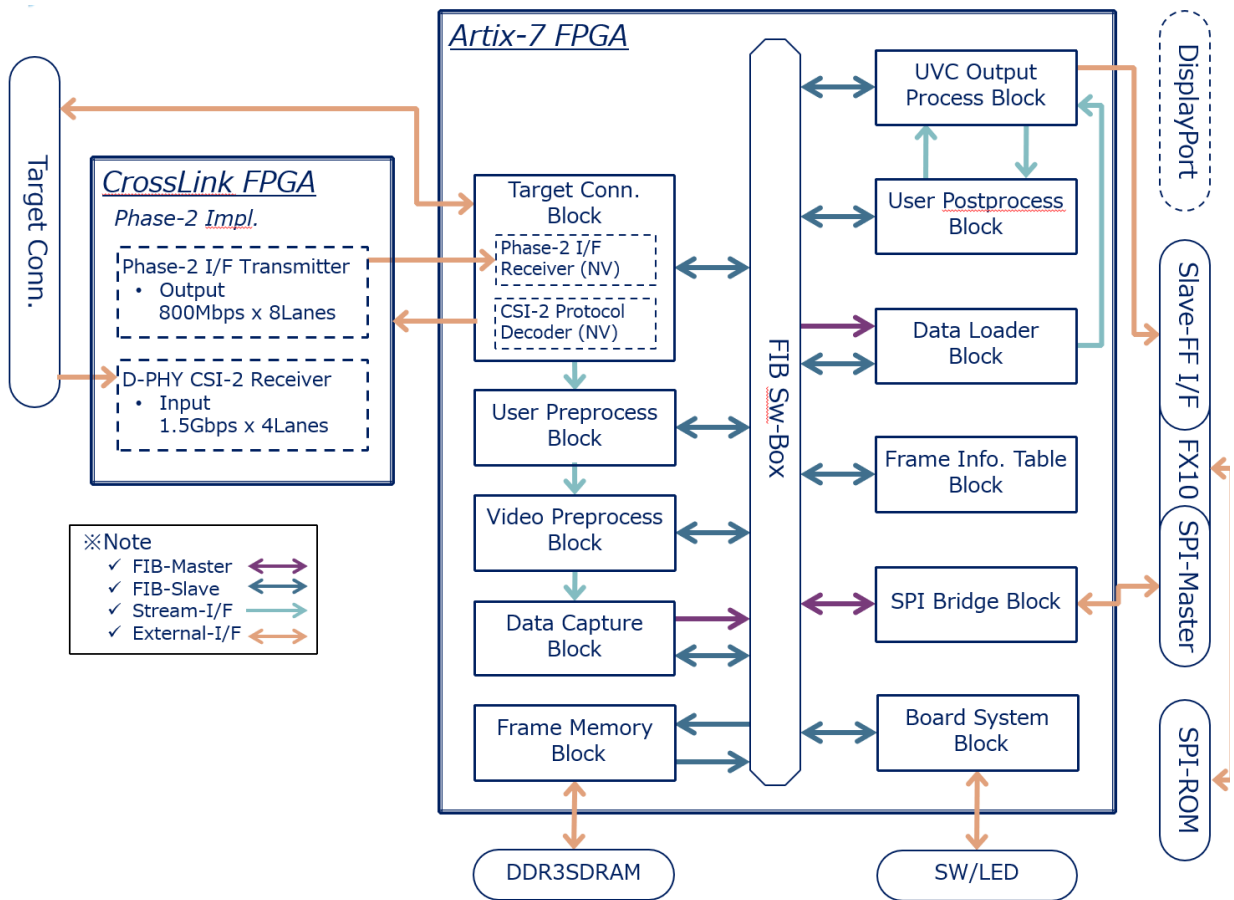 Artix-7 FPGA
Target Conn.
CrossLink FPGA
Phase-2 Impl.
Phase-2 I/F Transmitter
• Output
800Mbps x 8Lanes
D-PHY CSI-2 Receiver
• Input
1.5Gbps x 4Lanes
※Note
✓ FIB-Master
✓ FIB-Slave
✓ Stream-I/F
✓ External-I/F
Target Conn.
Block
Phase-2 I/F
Receiver (NV)
CSI-2 Protocol
Decoder (NV)
User Preprocess
Block
Video Preprocess
Block
Data Capture
Block
Frame Memory
Block
FIB Sw-Box
UVC Output
Process Block
User Postprocess
Block
Data Loader
Block
Frame Info. Table
Block
SPI Bridge Block
Board System
Block
DisplayPort
Slave-FF I/F
FX10
SPI-Master
SPI-ROM
DDR3SDRAM
SW/LED